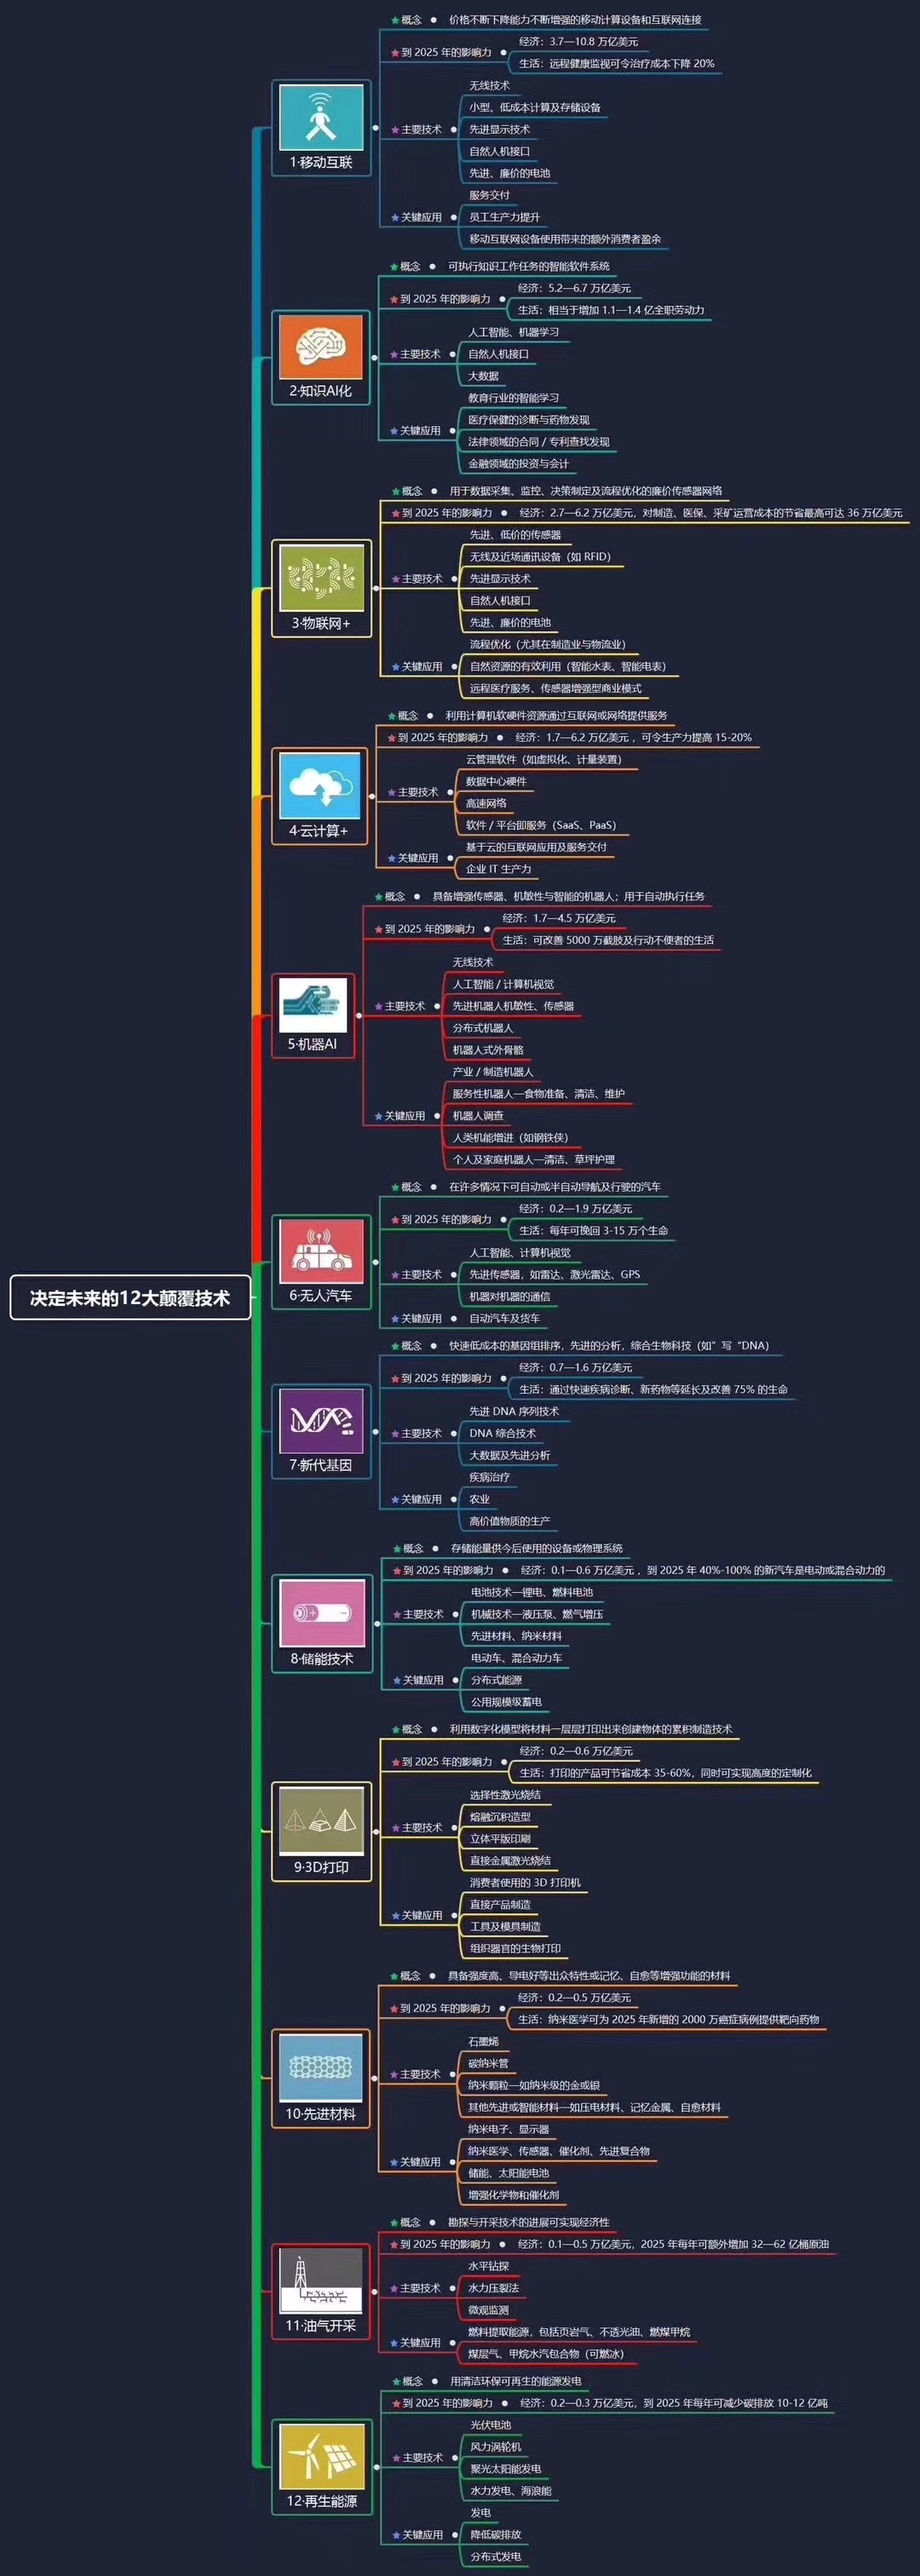 决定未来的12大颠覆技术
1·移动互联
概念
价格不断下降能力不断增强的移动计算设备和互联网连接
到 2025 年的影响力
经济：3.7—10.8 万亿美元
生活：远程健康监视可令治疗成本下降 20%
主要技术
无线技术
小型、低成本计算及存储设备
先进显示技术
自然人机接口
先进、廉价的电池
关键应用
服务交付
员工生产力提升
移动互联网设备使用带来的额外消费者盈余
2·知识AI化
概念
可执行知识工作任务的智能软件系统
到 2025 年的影响力
经济：5.2—6.7 万亿美元
生活：相当于增加 1.1—1.4 亿全职劳动力
主要技术
人工智能、机器学习
自然人机接口
大数据
关键应用
教育行业的智能学习
医疗保健的诊断与药物发现
法律领域的合同 / 专利查找发现
金融领域的投资与会计
3·物联网+
概念
用于数据采集、监控、决策制定及流程优化的廉价传感器网络
到 2025 年的影响力
经济：2.7—6.2 万亿美元，对制造、医保、采矿运营成本的节省最高可达 36 万亿美元
主要技术
先进、低价的传感器
无线及近场通讯设备（如 RFID）
先进显示技术
自然人机接口
先进、廉价的电池
关键应用
流程优化（尤其在制造业与物流业）
自然资源的有效利用（智能水表、智能电表）
远程医疗服务、传感器增强型商业模式
4·云计算+
概念
利用计算机软硬件资源通过互联网或网络提供服务
到 2025 年的影响力
经济：1.7—6.2 万亿美元 ，可令生产力提高 15-20%
主要技术
云管理软件（如虚拟化、计量装置）
数据中心硬件
高速网络
软件 / 平台即服务（SaaS、PaaS）
关键应用
基于云的互联网应用及服务交付
企业 IT 生产力
5·机器AI
概念
具备增强传感器、机敏性与智能的机器人；用于自动执行任务
到 2025 年的影响力
经济：1.7—4.5 万亿美元
生活：可改善 5000 万截肢及行动不便者的生活
主要技术
无线技术
人工智能 / 计算机视觉
先进机器人机敏性、传感器
分布式机器人
机器人式外骨骼
关键应用
产业 / 制造机器人
服务性机器人—食物准备、清洁、维护
机器人调查
人类机能增进（如钢铁侠）
个人及家庭机器人—清洁、草坪护理
6·无人汽车
概念
在许多情况下可自动或半自动导航及行驶的汽车
到 2025 年的影响力
经济：0.2—1.9 万亿美元
生活：每年可挽回 3-15 万个生命
主要技术
人工智能、计算机视觉
先进传感器，如雷达、激光雷达、GPS
机器对机器的通信
关键应用
自动汽车及货车
7·新代基因
概念
快速低成本的基因组排序，先进的分析，综合生物科技（如”写“DNA）
到 2025 年的影响力
经济：0.7—1.6 万亿美元
生活：通过快速疾病诊断、新药物等延长及改善 75% 的生命
主要技术
先进 DNA 序列技术
DNA 综合技术
大数据及先进分析
关键应用
疾病治疗
农业
高价值物质的生产
8·储能技术
概念
存储能量供今后使用的设备或物理系统
到 2025 年的影响力
经济：0.1—0.6 万亿美元 ，到 2025 年 40%-100% 的新汽车是电动或混合动力的
主要技术
电池技术—锂电、燃料电池
机械技术—液压泵、燃气增压
先进材料、纳米材料
关键应用
电动车、混合动力车
分布式能源
公用规模级蓄电
9·3D打印
概念
利用数字化模型将材料一层层打印出来创建物体的累积制造技术
到 2025 年的影响力
经济：0.2—0.6 万亿美元
生活：打印的产品可节省成本 35-60%，同时可实现高度的定制化
主要技术
选择性激光烧结
熔融沉积造型
立体平版印刷
直接金属激光烧结
关键应用
消费者使用的 3D 打印机
直接产品制造
工具及模具制造
组织器官的生物打印
10·先进材料
概念
具备强度高、导电好等出众特性或记忆、自愈等增强功能的材料
到 2025 年的影响力
经济：0.2—0.5 万亿美元
生活：纳米医学可为 2025 年新增的 2000 万癌症病例提供靶向药物
主要技术
石墨烯
碳纳米管
纳米颗粒—如纳米级的金或银
其他先进或智能材料—如压电材料、记忆金属、自愈材料
关键应用
纳米电子、显示器
纳米医学、传感器、催化剂、先进复合物
储能、太阳能电池
增强化学物和催化剂
11·油气开采
概念
勘探与开采技术的进展可实现经济性
到 2025 年的影响力
经济：0.1—0.5 万亿美元，2025 年每年可额外增加 32—62 亿桶原油
主要技术
水平钻探
水力压裂法
微观监测
关键应用
燃料提取能源，包括页岩气、不透光油、燃煤甲烷
煤层气、甲烷水汽包合物（可燃冰）
12·再生能源
概念
用清洁环保可再生的能源发电
到 2025 年的影响力
经济：0.2—0.3 万亿美元，到 2025 年每年可减少碳排放 10-12 亿吨
主要技术
光伏电池
风力涡轮机
聚光太阳能发电
水力发电、海浪能
关键应用
发电
降低碳排放
分布式发电